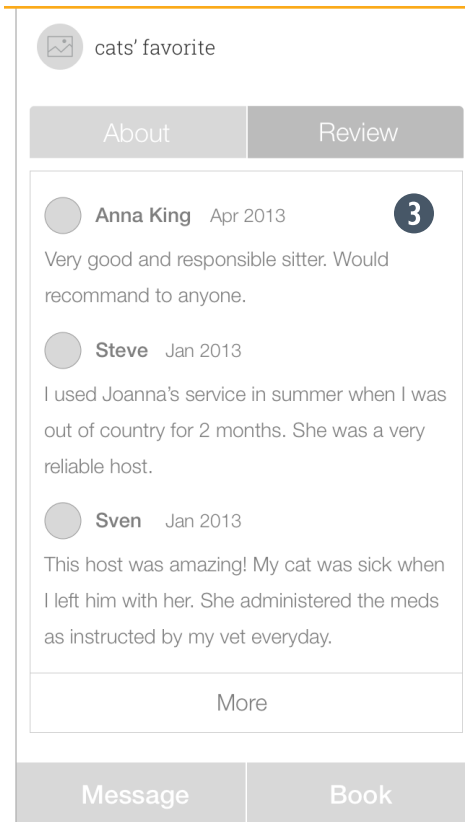 cats’ favorite
About Review
Anna King Apr 2013 3
Very good and responsible sitter. Would
recommand to anyone.
Steve Jan 2013
I used Joanna’s service in summer when I was
out of country for 2 months. She was a very
reliable host.
Sven Jan 2013
This host was amazing! My cat was sick when
I left him with her. She administered the meds
as instructed by my vet everyday.
More
Message Book